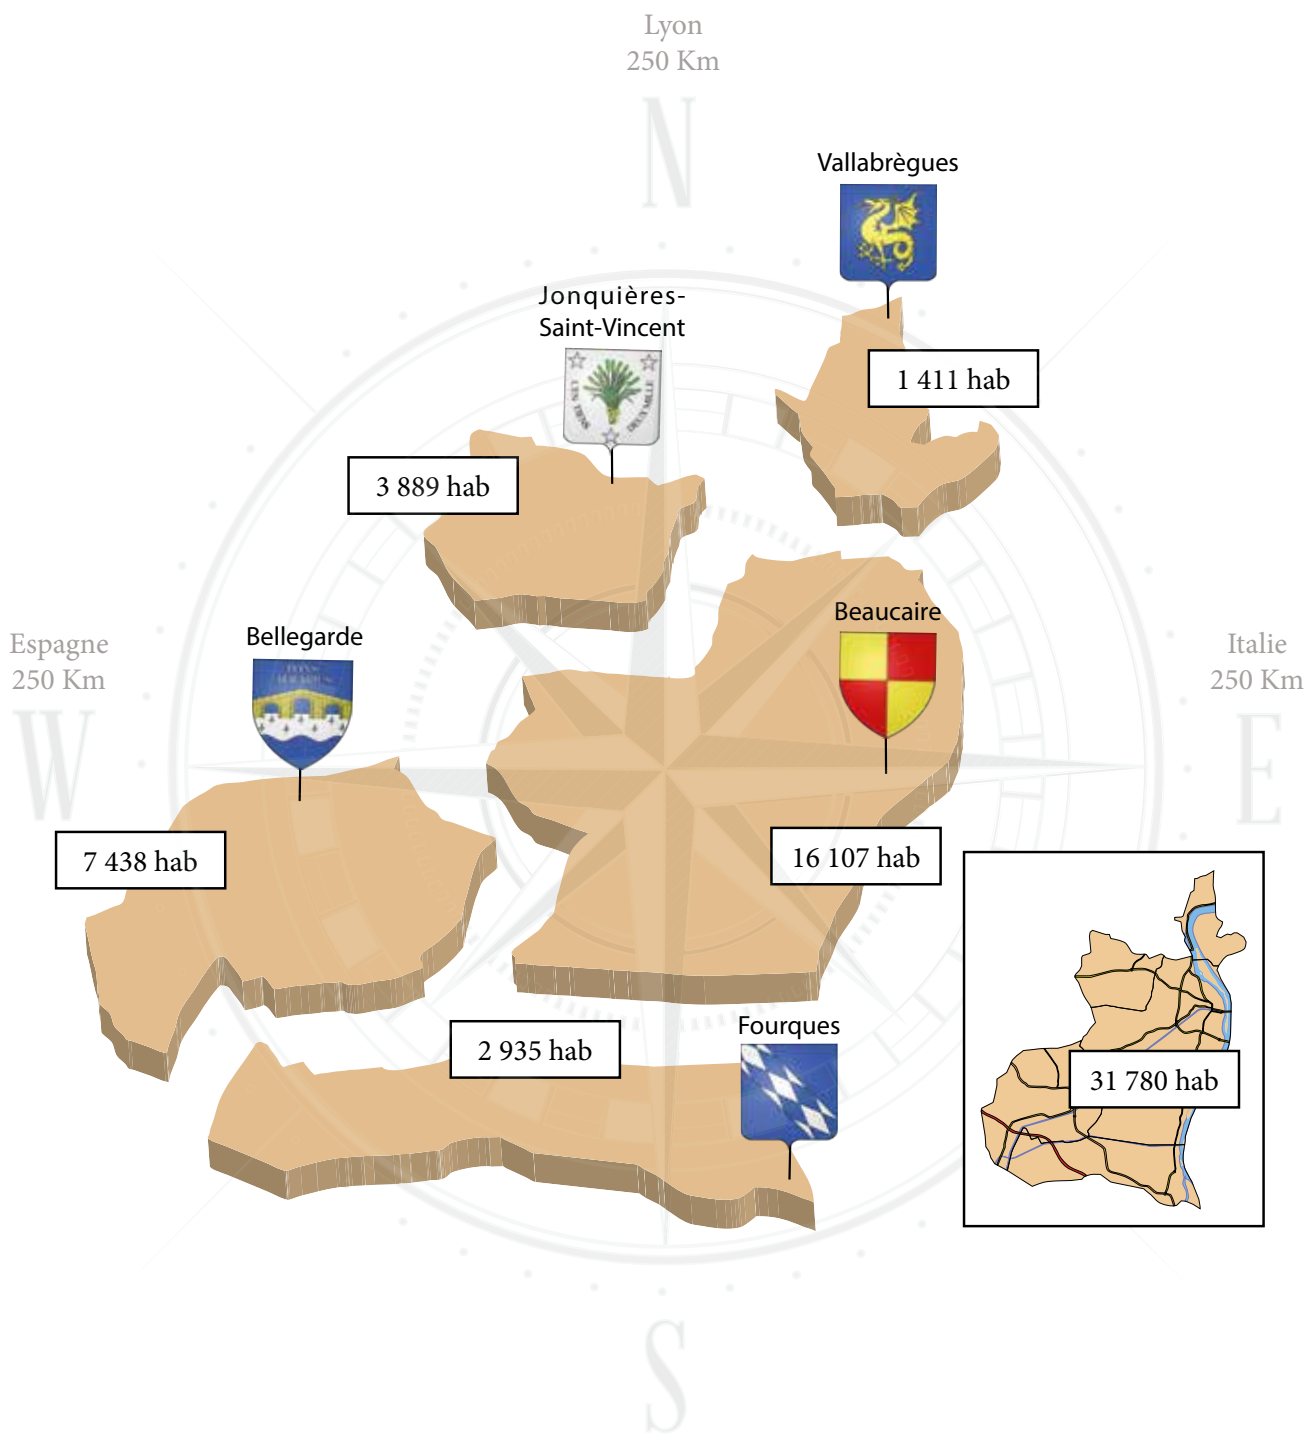 Lyon
250 Km
N
Vallabrègues
Jonquières-
Saint-Vincent
1 411 hab
3 889 hab
Beaucaire
Bellegarde
Espagne
250 Km
W
Italie
250 Km
E
7 438 hab
16 107 hab
Fourques
2 935 hab
31 780 hab
S